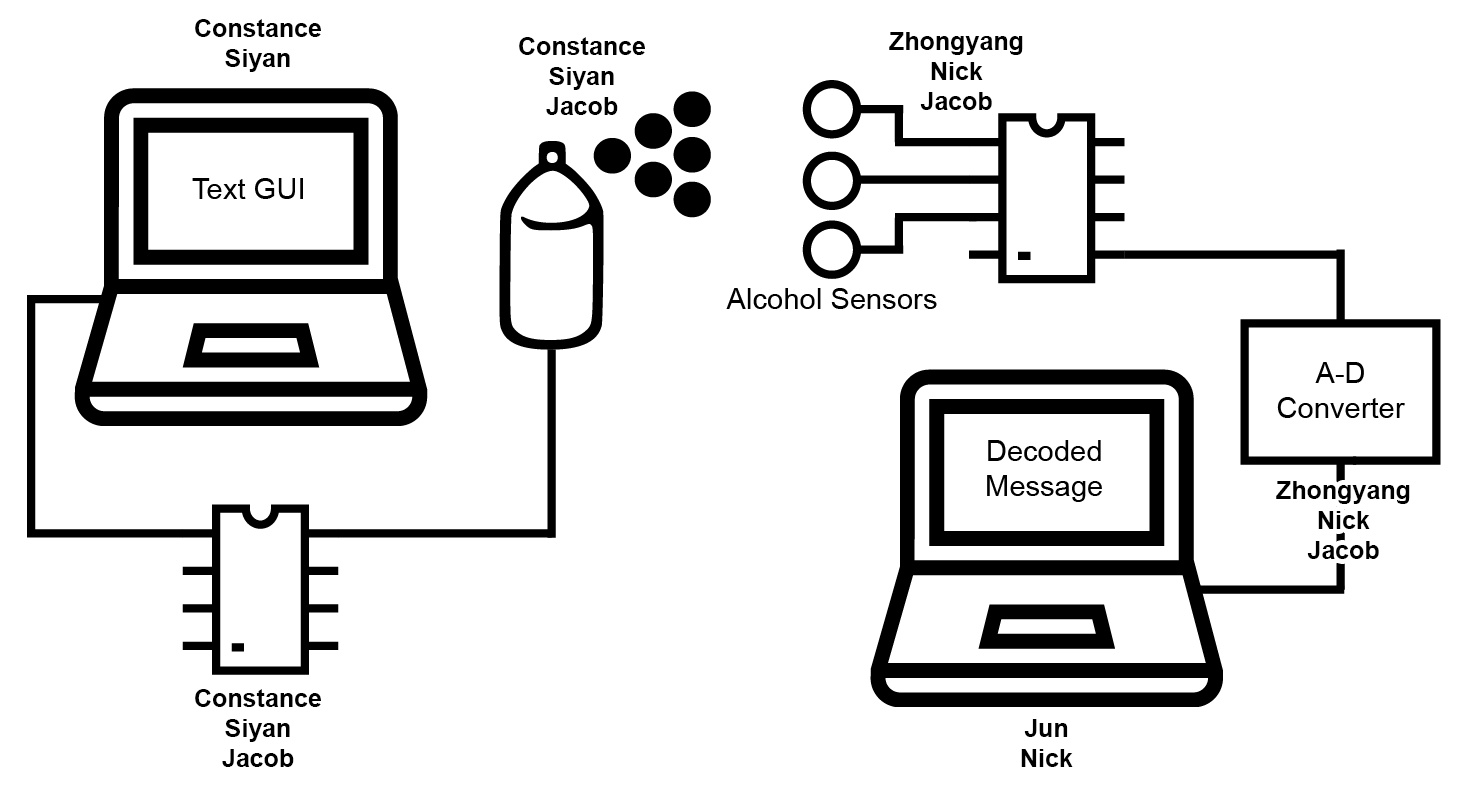 Constance
Siyan
Text GUI
Constance
Siyan
Jacob
Constance
Siyan
Jacob
Zhongyang
Nick
Jacob
Alcohol Sensors
A-D
Converter
Zhongyang
Nick
Jacob
Decoded
Message
Jun
Nick